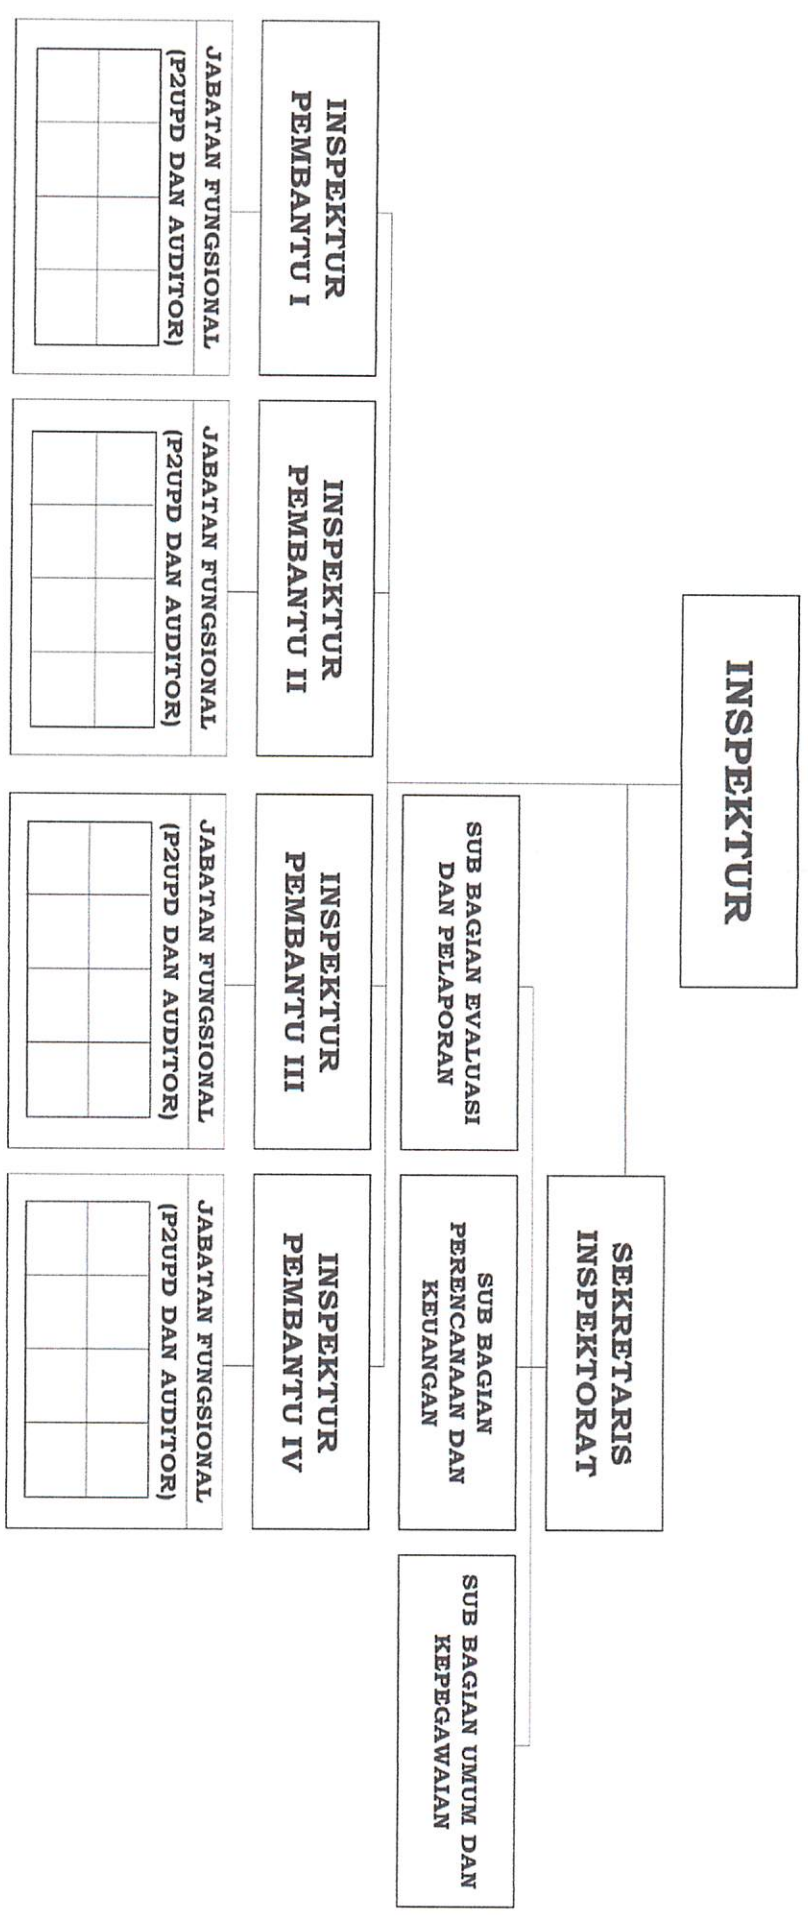 INSPEKTUR
SEKRETARIS
INSPEKTORAT
SUB BAGIAN EVALUASI
DAN PELAPORAN
SUB BAGIAN
PERENCANAAN DAN
KEUANGAN
SUB BAGIAN UMUM DAN
KEPEGAWAIAN
INSPEKTUR
PEMBANTU I
INSPEKTUR
PEMBANTU II
INSPEKTUR
PEMBANTU III
INSPEKTUR
PEMBANTU IV
JABATAN FUNGSIONAL
(P2UPD DAN AUDITOR)
JABATAN FUNGSIONAL
(P2UPD DAN AUDITOR)
JABATAN FUNGSIONAL
(P2UPD DAN AUDITOR)
JABATAN FUNGSIONAL
(P2UPD DAN AUDITOR)